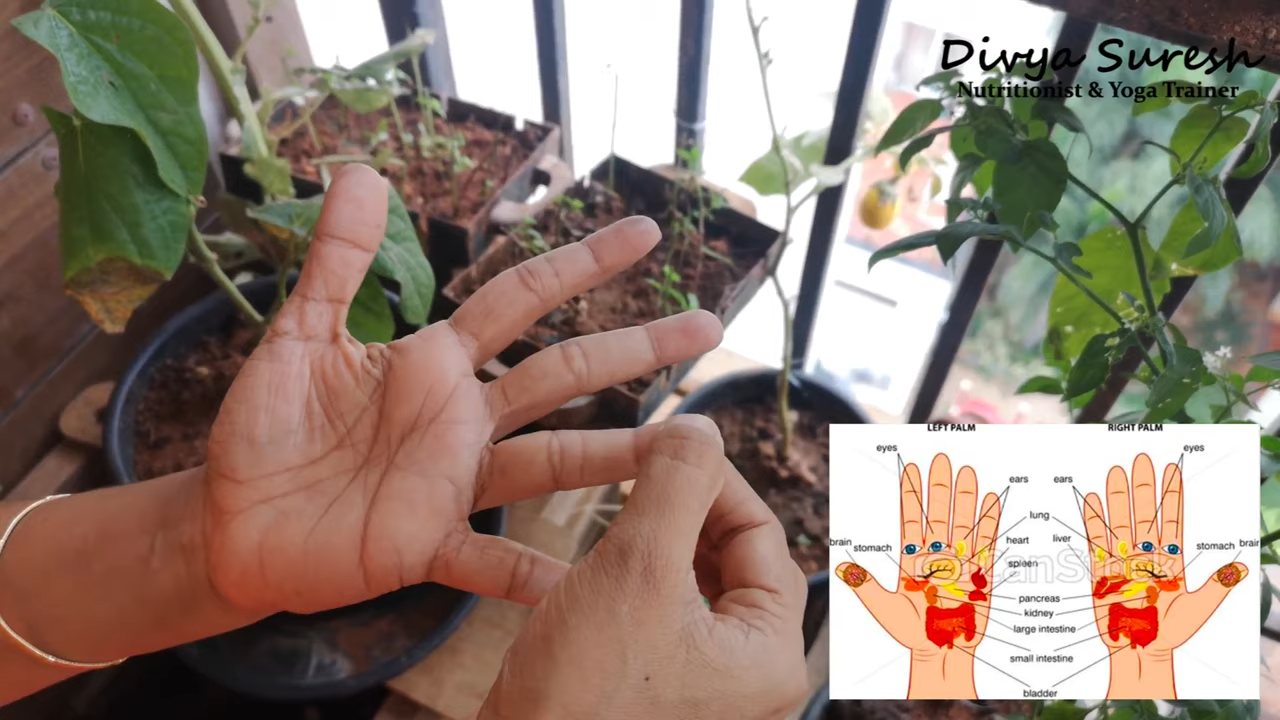 Divya Suresh
Nutritionist & Yoga Trainer
LEFT PALM
RIGHT PALM
eyes
eyes
ears
ears
lung
brain
stomach
heart
liver
stomach
brain
spleen
pancreas
kidney
large intestine
small intestine
bladder